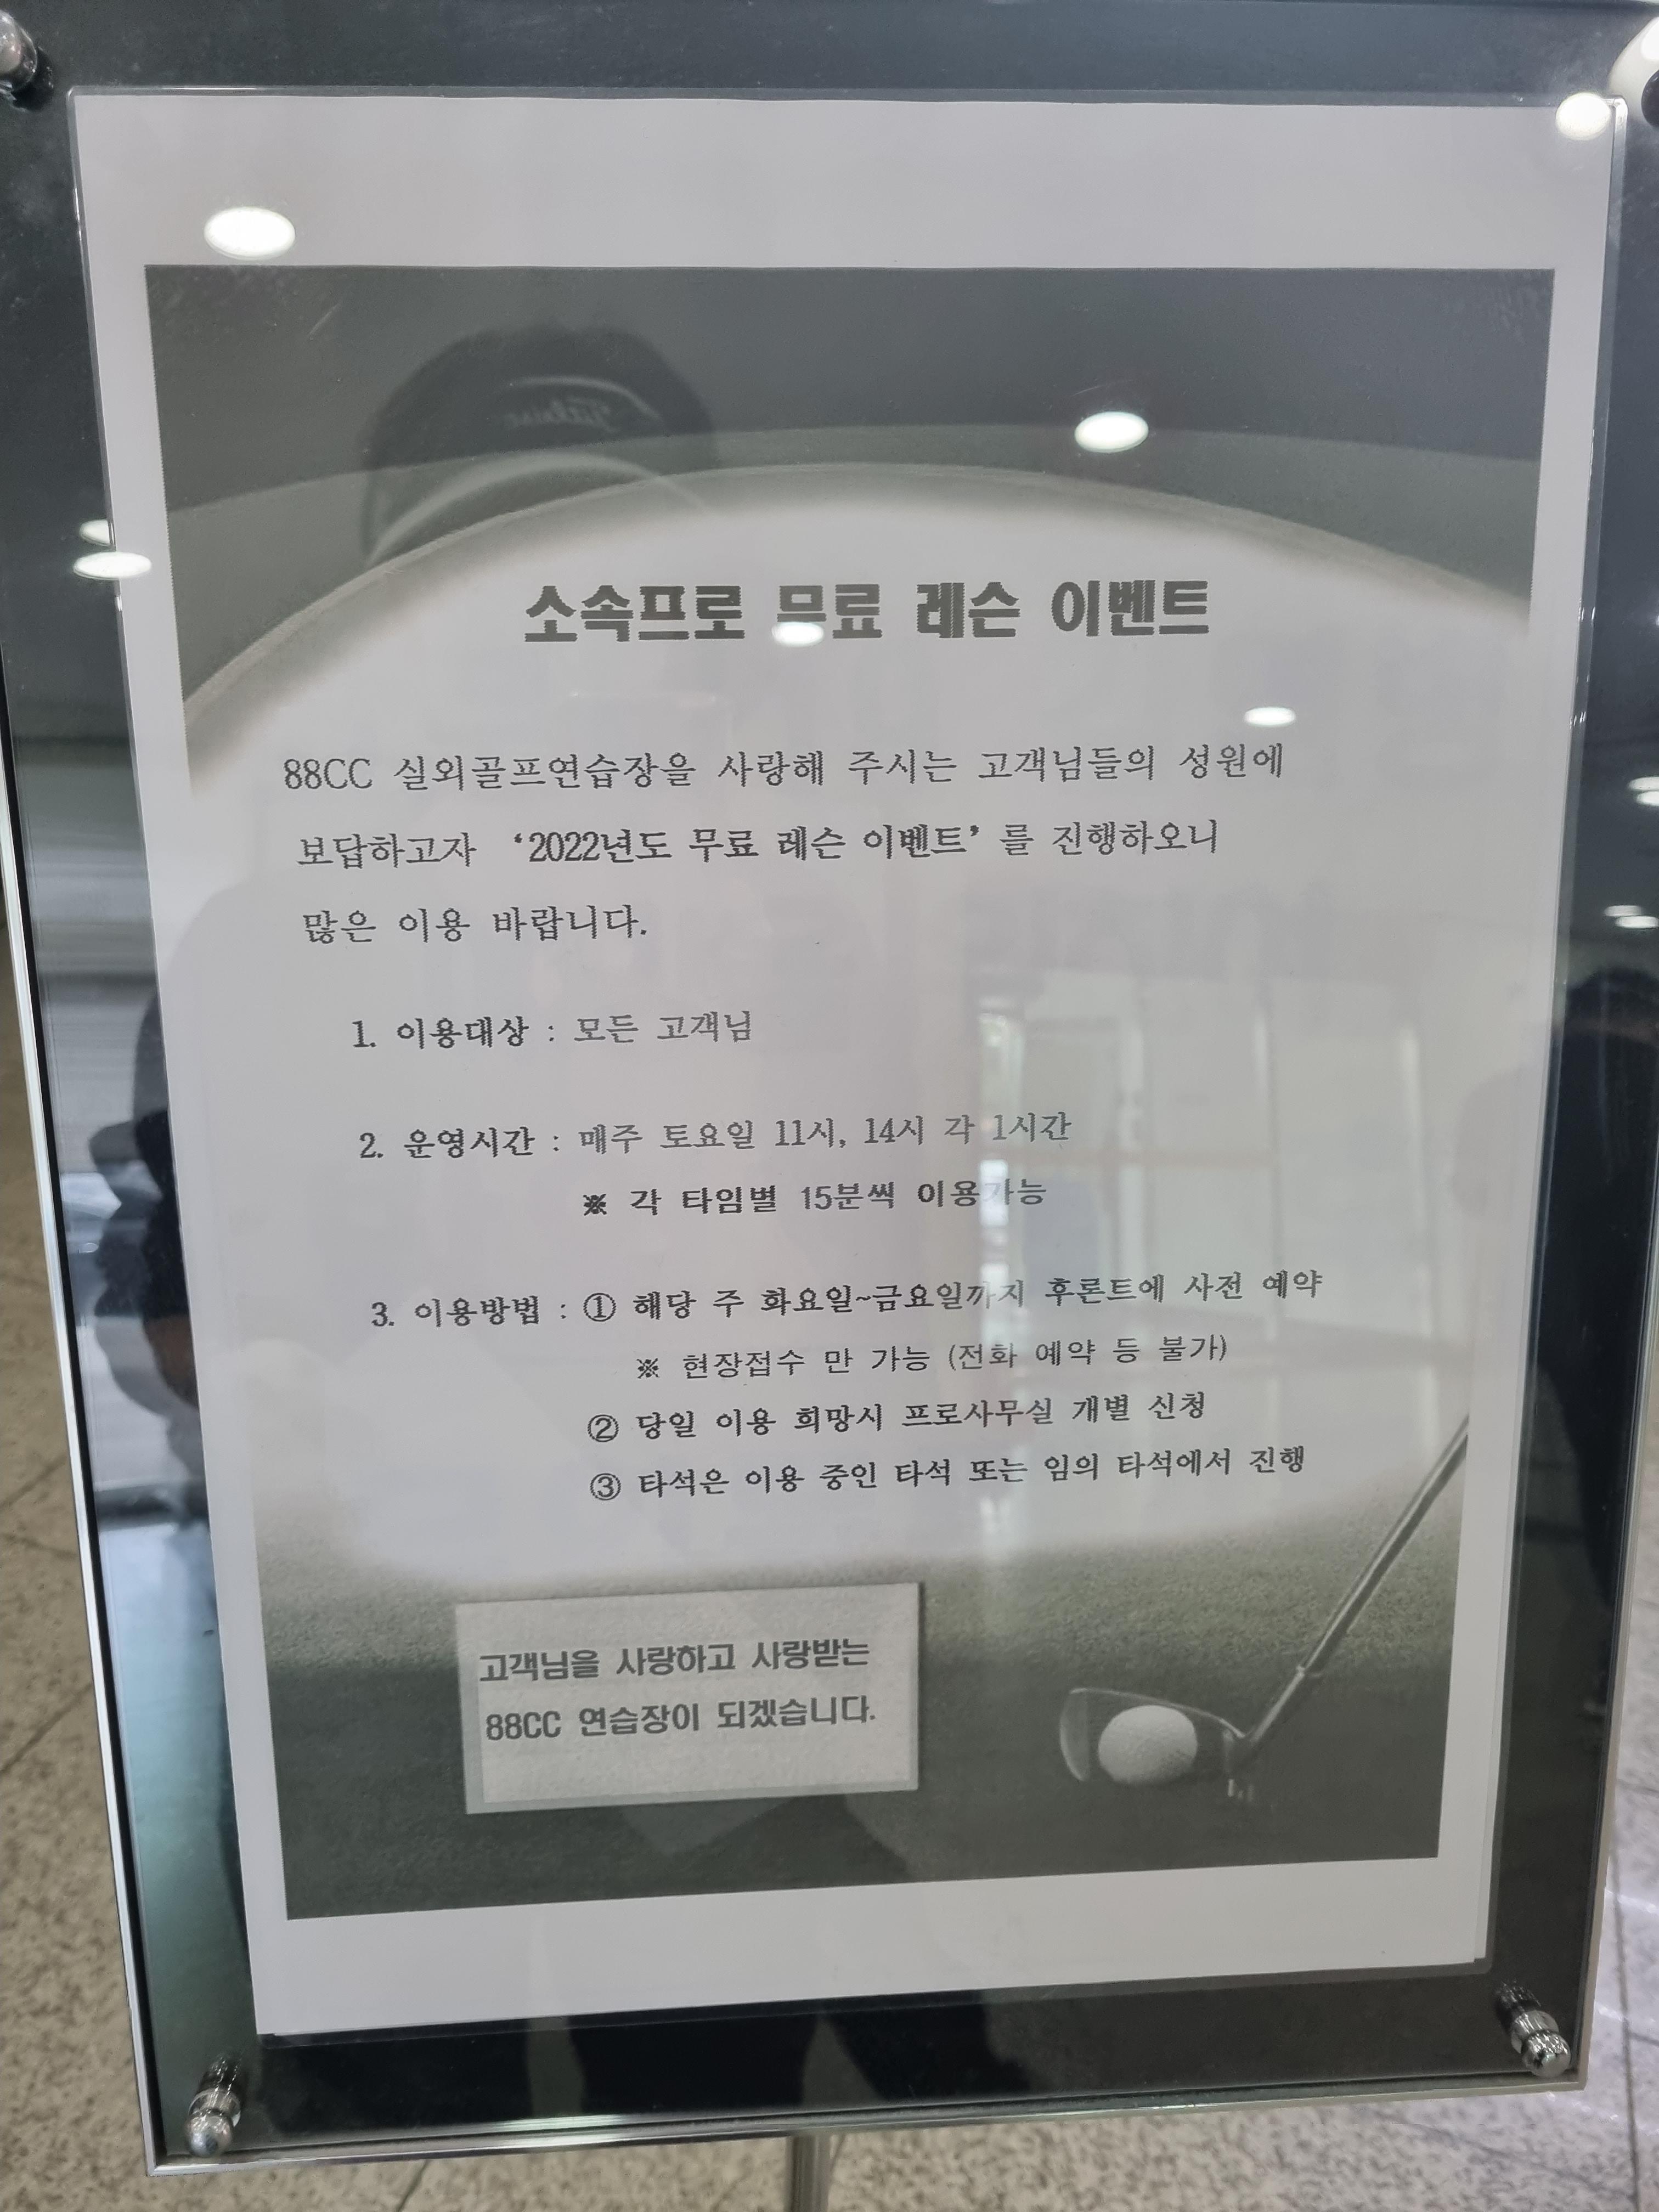 소속프로 무료 레슨 이벤트
88CC 실외골프연습장을 사랑해 주시는 고객님들의 성원에
보답하고자 '2022년도 무료 레슨 이벤트' 를 진행하오니
많은 이용 바랍니다.
1. 이용대상 : 모든 고객님
2. 운영시간 : 매주 토요일 11시, 14시 각 1시간
※ 각 타임별 15분씩 이용가능
3. 이용방법 : ① 해당 주 화요일~금요일까지 후론트에 사전 예약
※ 현장접수 만 가능 (전화 예약 등 불가)
② 당일 이용 희망시 프로사무실 개별 신청
③ 타석은 이용 중인 타석 또는 임의 타석에서 진행
고객님을 사랑하고 사랑받는
88CC 연습장이 되겠습니다.